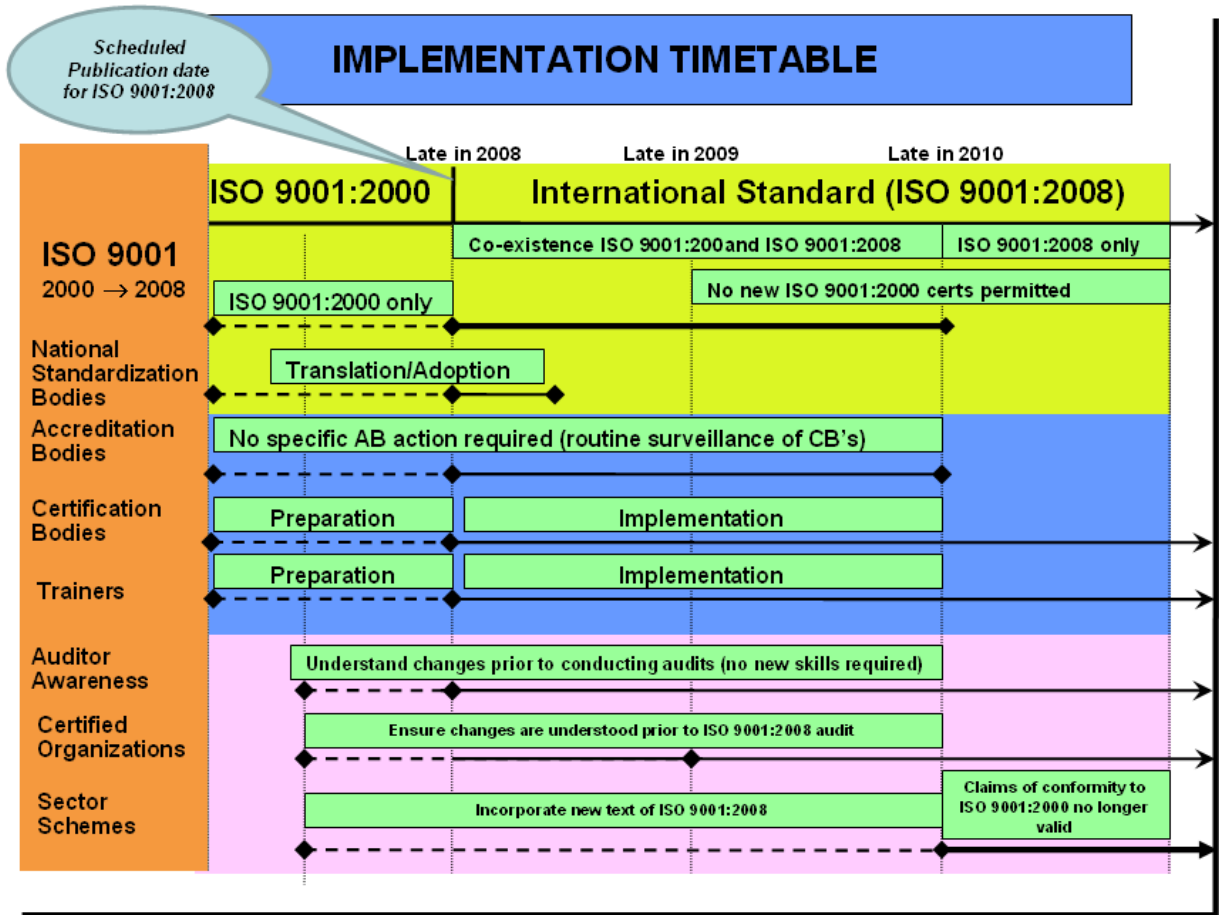 Scheduled
Publication date
for ISO 9001:2008
IMPLEMENTATION TIMETABLE
Late in 2008
Late in 2009
Late in 2010
ISO 9001:2000
International Standard (ISO 9001:2008)
ISO 9001
2000 → 2008
Co-existence ISO 9001:200and ISO 9001:2008
ISO 9001:2008 only
No new ISO 9001:2000 certs permitted
ISO 9001:2000 only
National
Standardization
Bodies
Translation/Adoption
Accreditation
Bodies
No specific AB action required (routine surveillance of CB's)
Certification
Bodies
Preparation
Implementation
Trainers
Preparation
Implementation
Auditor
Awareness
Understand changes prior to conducting audits (no new skills required)
Certified
Organizations
Ensure changes are understood prior to ISO 9001:2008 audit
Sector
Schemes
Incorporate new text of ISO 9001:2008
Claims of conformity to
ISO 9001:2000 no longer
valid